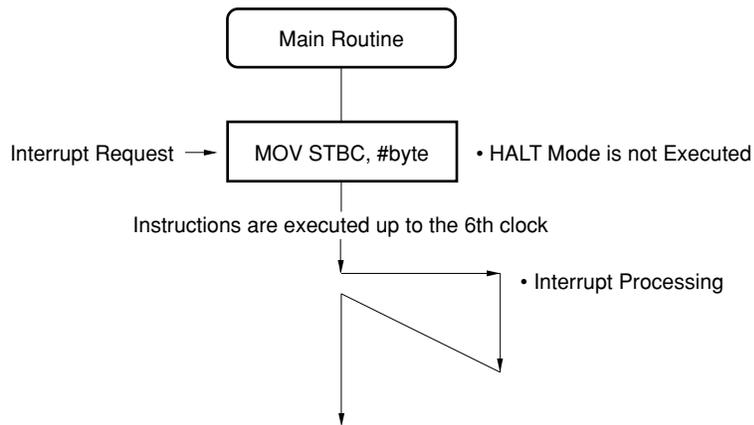 Main Routine
Interrupt Request
MOV STBC, #byte
• HALT Mode is not Executed
Instructions are executed up to the 6th clock
• Interrupt Processing